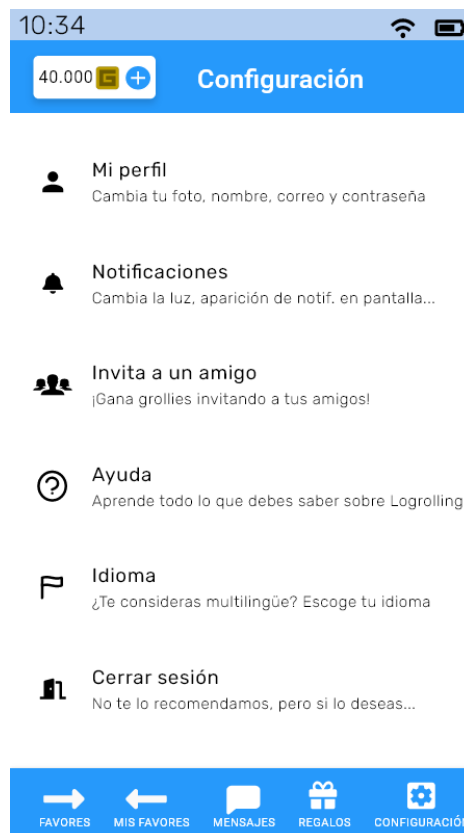 10:34
40.000 G
Configuración
Mi perfil
Cambia tu foto, nombre, correo y contraseña
Notificaciones
Cambia la luz, aparición de notif. en pantalla...
Invita a un amigo
¡Gana grollies invitando a tus amigos!
Ayuda
Aprende todo lo que debes saber sobre Logrolling
Idioma
¿Te consideras multilingüe? Escoge tu idioma
Cerrar sesión
No te lo recomendamos, pero si lo deseas...
FAVORES MIS FAVORES MENSAJES REGALOS CONFIGURACIÓN